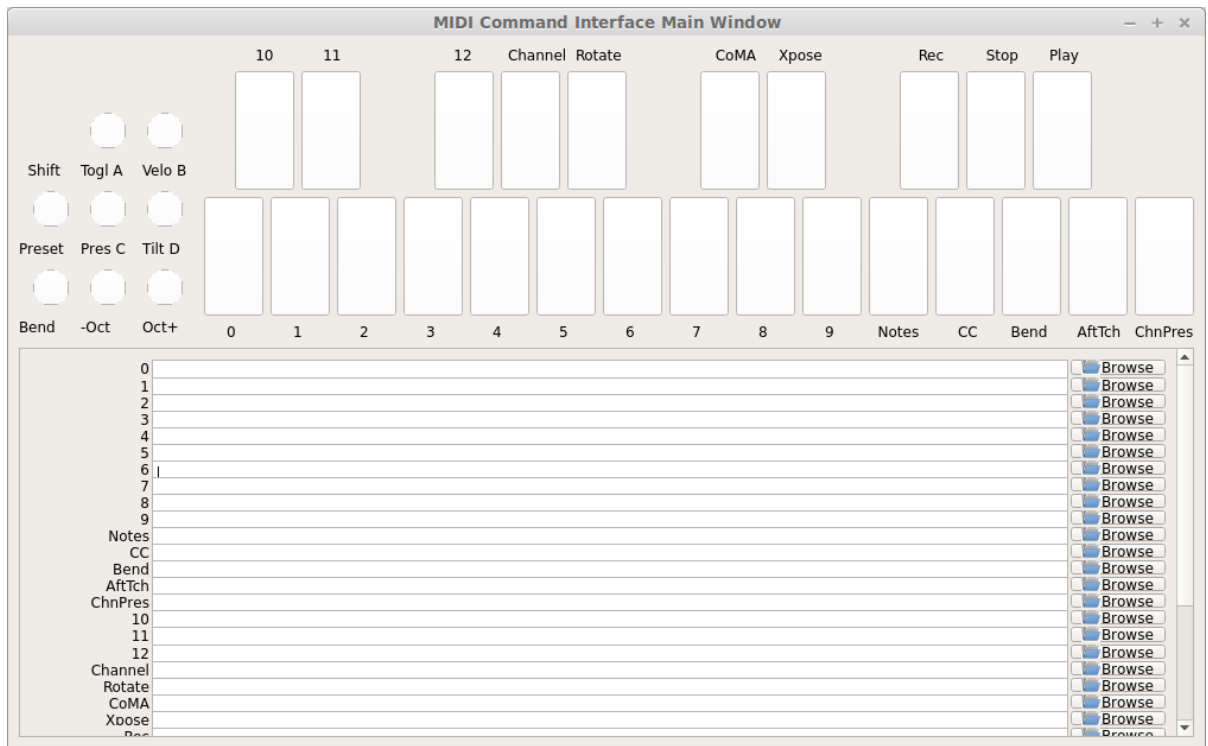 MIDI Command Interface Main Window
10 11 12 Channel Rotate CoMA Xpose Rec Stop Play
Shift Togl A Velo B
Preset Pres C Tilt D
Bend -Oct Oct+
0 1 2 3 4 5 6 7 8 9 Notes CC Bend AftTch ChnPres
0 Browse
1 Browse
2 Browse
3 Browse
4 Browse
5 Browse
6 Browse
7 Browse
8 Browse
9 Browse
Notes Browse
CC Browse
Bend Browse
AftTch Browse
ChnPres Browse
10 Browse
11 Browse
12 Browse
Channel Browse
Rotate Browse
CoMA Browse
Xpose Browse
Rec Browse